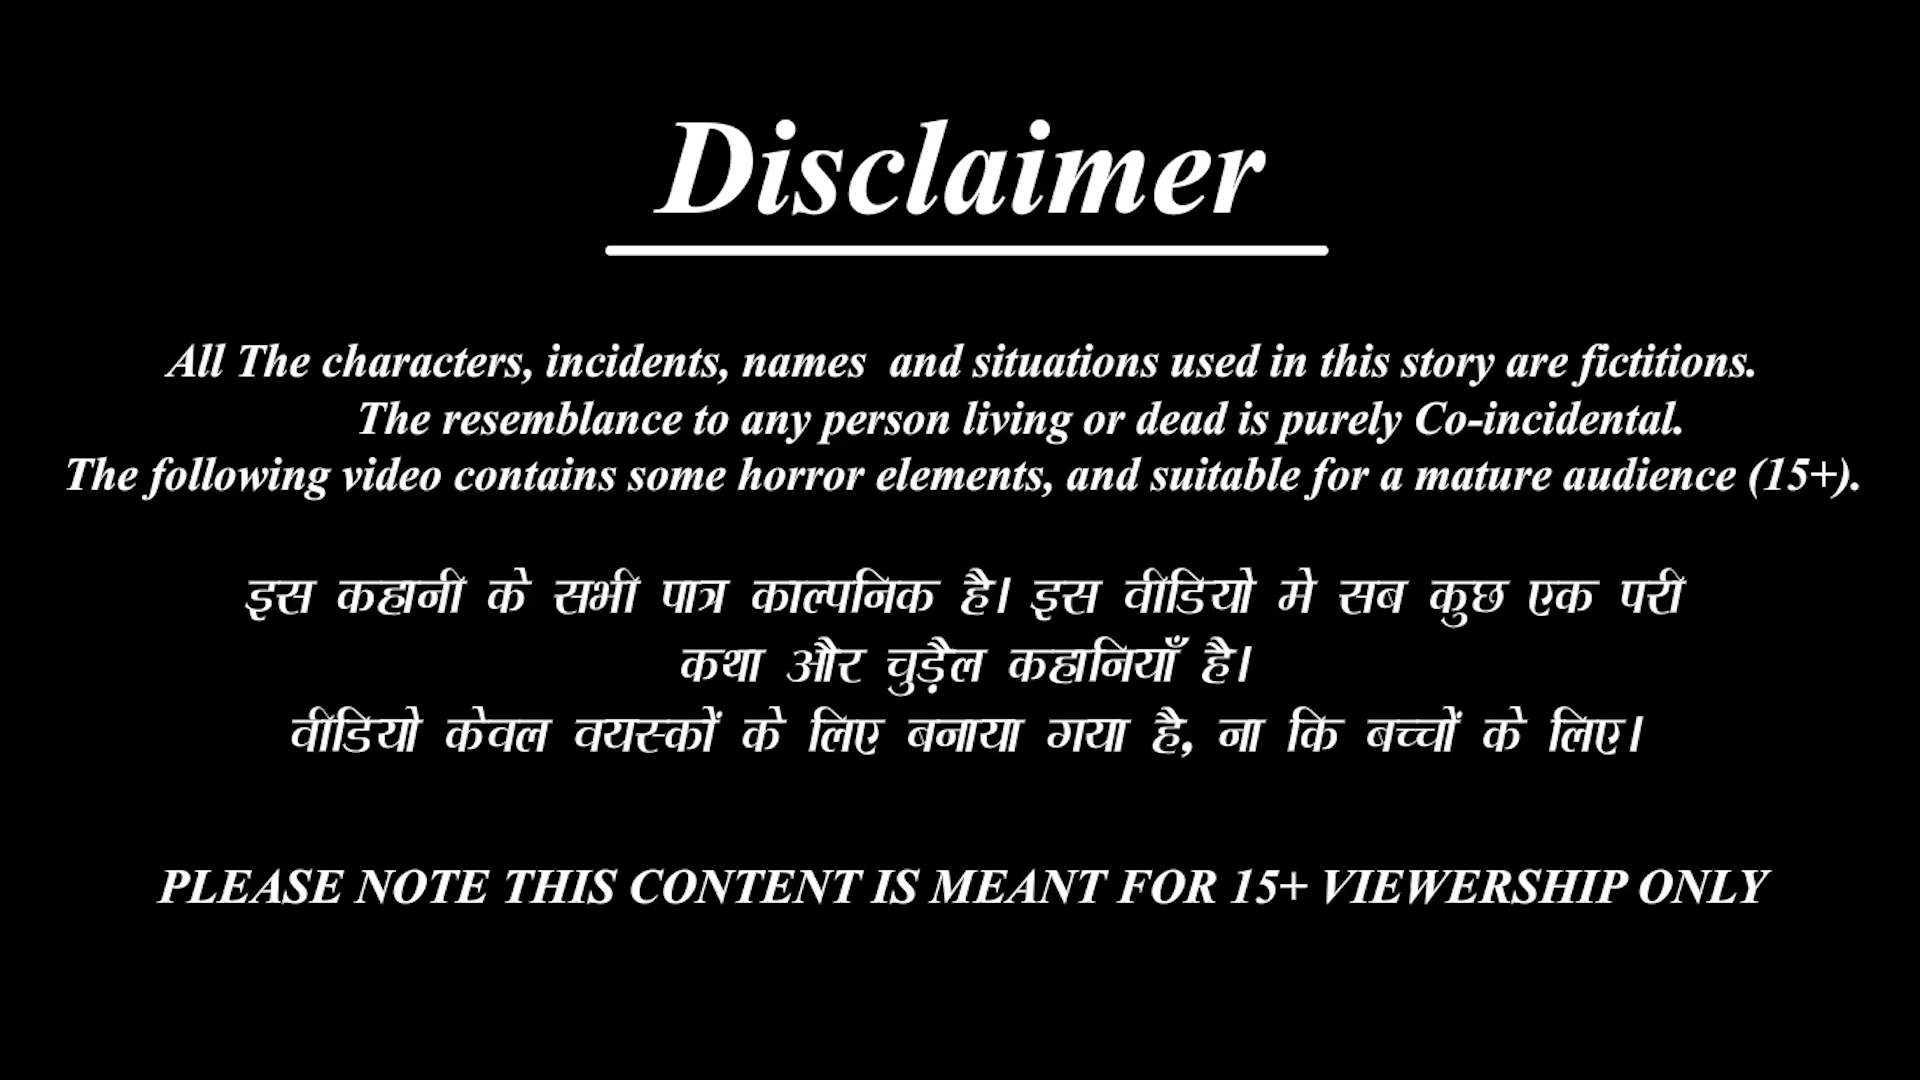 Disclaimer
All The characters, incidents, names and situations used in this story are fictitions.
The resemblance to any person living or dead is purely Co-incidental.
The following video contains some horror elements, and suitable for a mature audience (15+).
इस कहानी के सभी पात्र काल्पनिक है। इस वीडियो मे सब कुछ एक परी
कथा और चुड़ैल कहानियाँ है।
वीडियो केवल वयस्कों के लिए बनाया गया है, ना कि बच्चों के लिए।
PLEASE NOTE THIS CONTENT IS MEANT FOR 15+ VIEWERSHIP ONLY